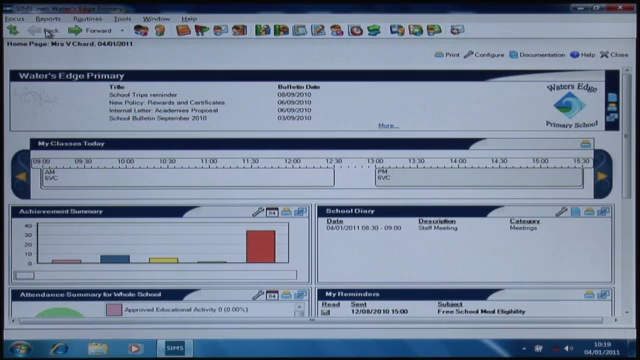 SIMS .net: Water's Edge Primary
Focus Reports Routines Tools Window Help
Back Forward
Home Page: Mrs V Chard, 04/01/2011
Print Configure Documentation Help Close
Water's Edge Primary
Title Bulletin Date
School Trips reminder 08/09/2010
New Policy: Rewards and Certificates 06/09/2010
Internal Letter: Academies Proposal 06/09/2010
School Bulletin September 2010 03/09/2010
More...
Waters Edge
Primary School
My Classes Today
09:00 09:30 10:00 10:30 11:00 11:30 12:00 12:30 13:00 13:30 14:00 14:30 15:00 15:30
AM PM
6VC 6VC
Achievement Summary
04
40
30
20
10
0
School Diary
Date Description Category
04/01/2011 08:30 - 09:00 Staff Meeting Meetings
Attendance Summary for Whole School
04
Approved Educational Activity 0 (0.00%)
My Reminders
Read Sent Subject
12/08/2010 15:00 Free School Meal Eligibility
SIMS
10:19
04/01/2011